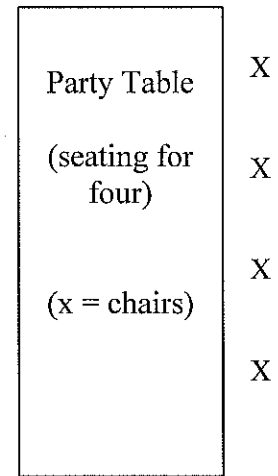 Party Table
X
(seating for
four)
X
(x = chairs)
X
X